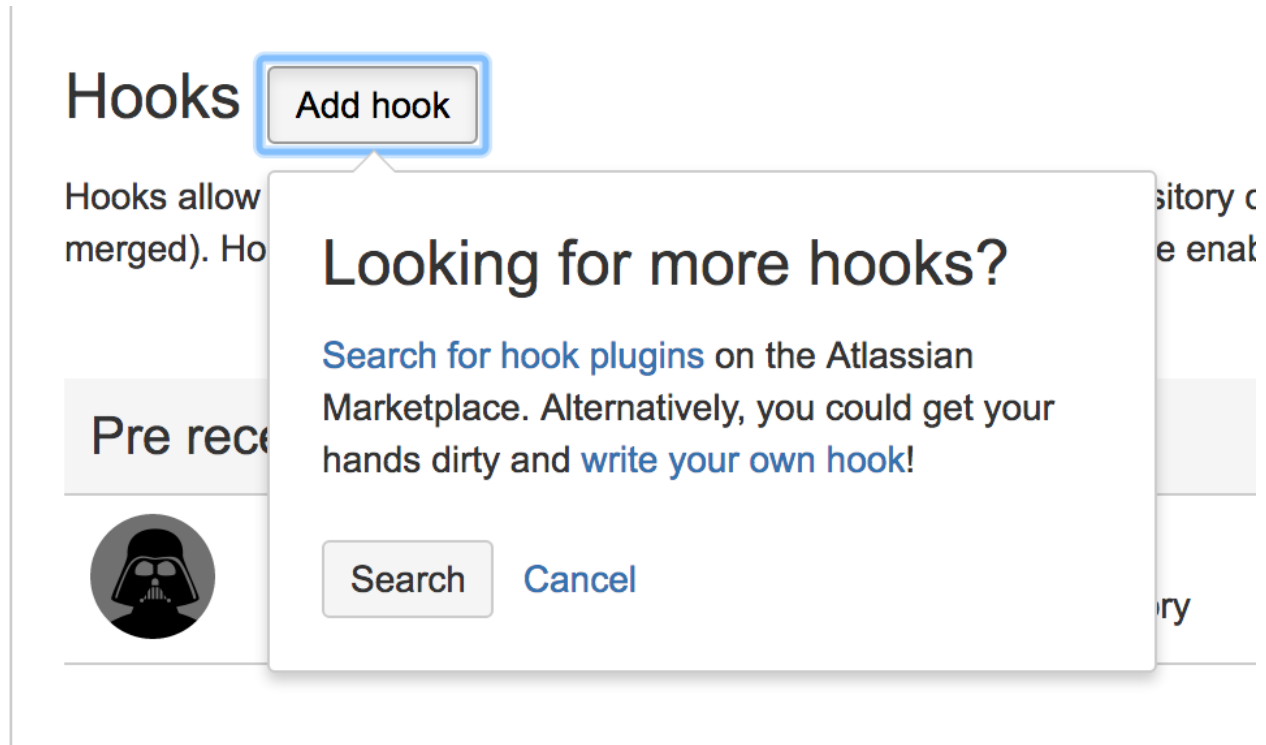 Hooks Add hook
Hooks allow sitory
merged). Ho e enab
Looking for more hooks?
Search for hook plugins on the Atlassian
Marketplace. Alternatively, you could get your
hands dirty and write your own hook!
Pre rece
Search Cancel
ry